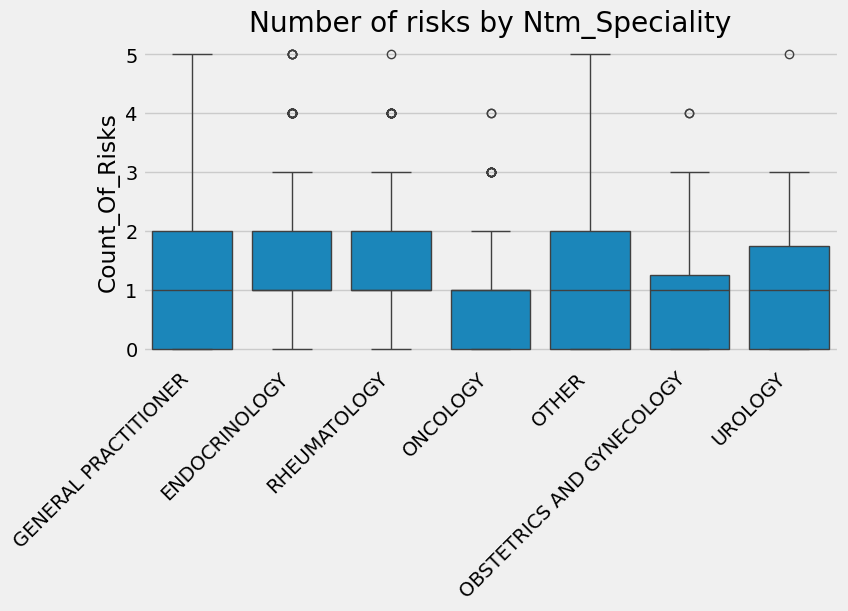 Number of risks by Ntm_Speciality
Count_Of_Risks
5
4
3
2
1
0
GENERAL PRACTITIONER
ENDOCRINOLOGY
RHEUMATOLOGY
ONCOLOGY
OTHER
OBSTETRICS AND GYNECOLOGY
UROLOGY